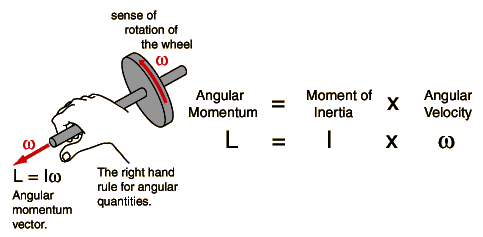 sense of
rotation of
the wheel
ω
ω
L = Iω
Angular
momentum
vector.
The right hand
rule for angular
quantities.
Angular
Momentum
=
Moment of
Inertia
x
Angular
Velocity
L = I x ω